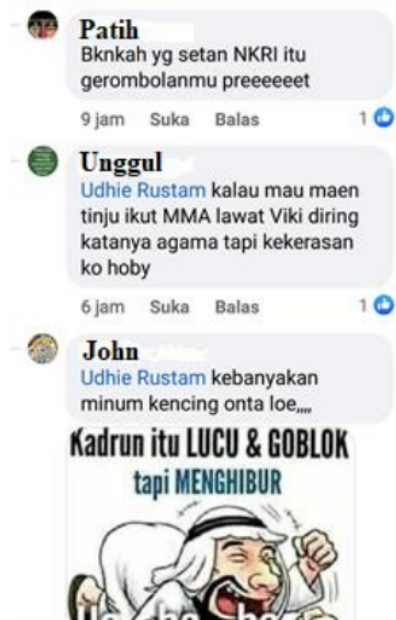 Patih
Bknkah yg setan NKRI itu
gerombolanmu preeeeeet
9 jam Suka Balas 1
Unggul
Udhie Rustam kalau mau maen
tinju ikut MMA lawat Viki diring
katanya agama tapi kekerasan
ko hoby
6 jam Suka Balas 1
John
Udhie Rustam kebanyakan
minum kencing onta loe,,,,
Kadrun itu LUCU & GOBLOK
tapi MENGHIBUR